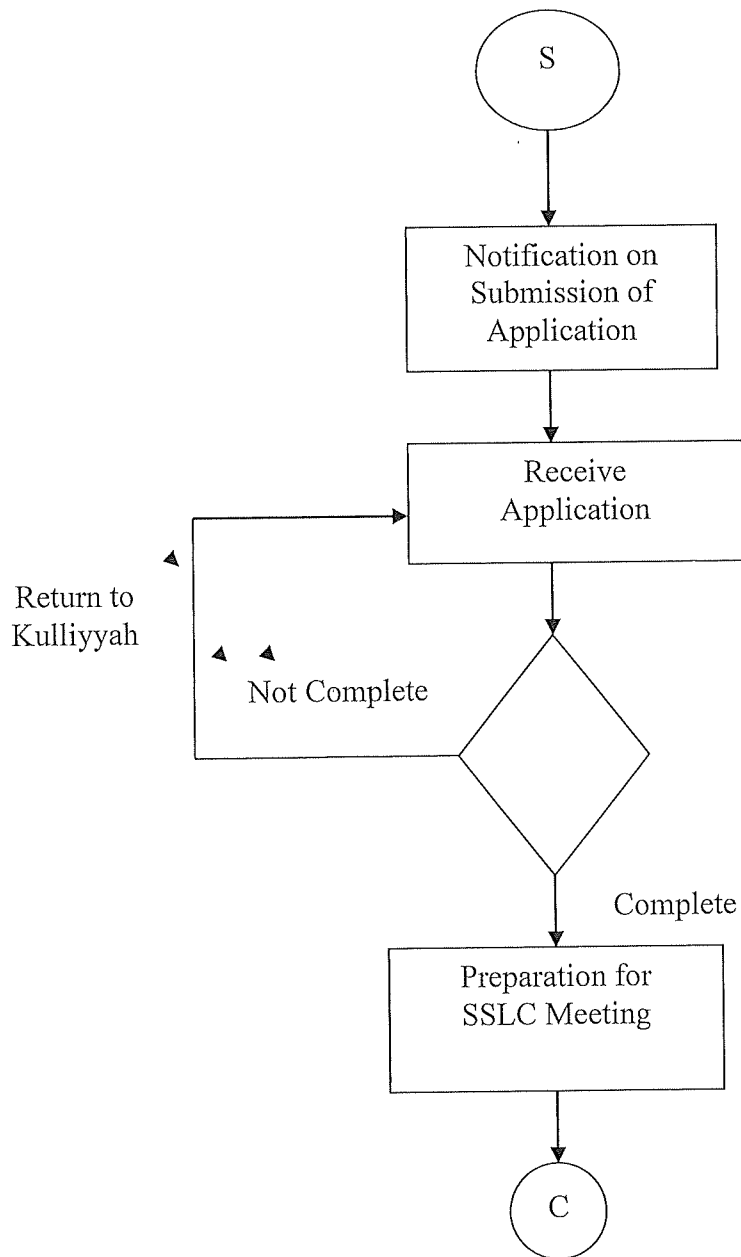 S
Notification on
Submission of
Application
Receive
Application
Return to
Kulliyyah
Not Complete
Complete
Preparation for
SSLC Meeting
C